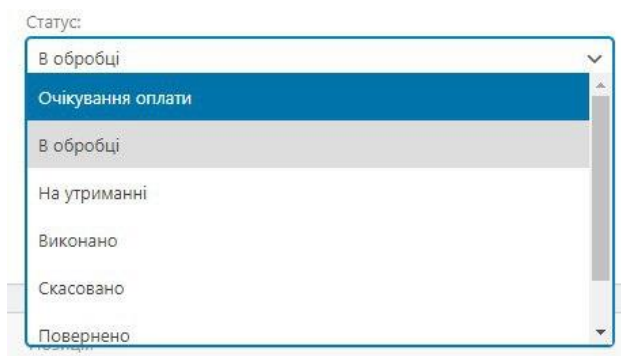 Статус:
В обробці
Очікування оплати
В обробці
На утриманні
Виконано
Скасовано
Повернено